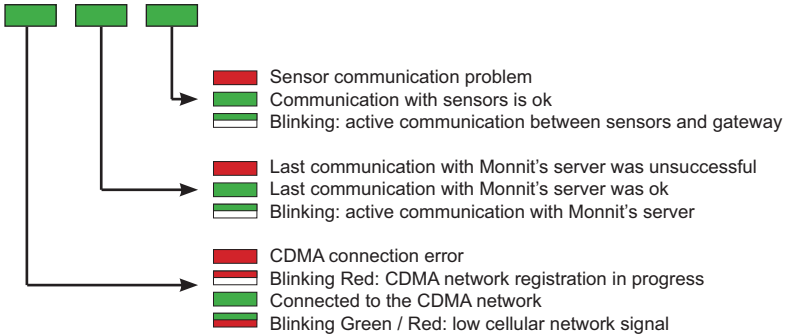 Sensor communication problem
Communication with sensors is ok
Blinking: active communication between sensors and gateway
Last communication with Monnit's server was unsuccessful
Last communication with Monnit's server was ok
Blinking: active communication with Monnit's server
CDMA connection error
Blinking Red: CDMA network registration in progress
Connected to the CDMA network
Blinking Green / Red: low cellular network signal